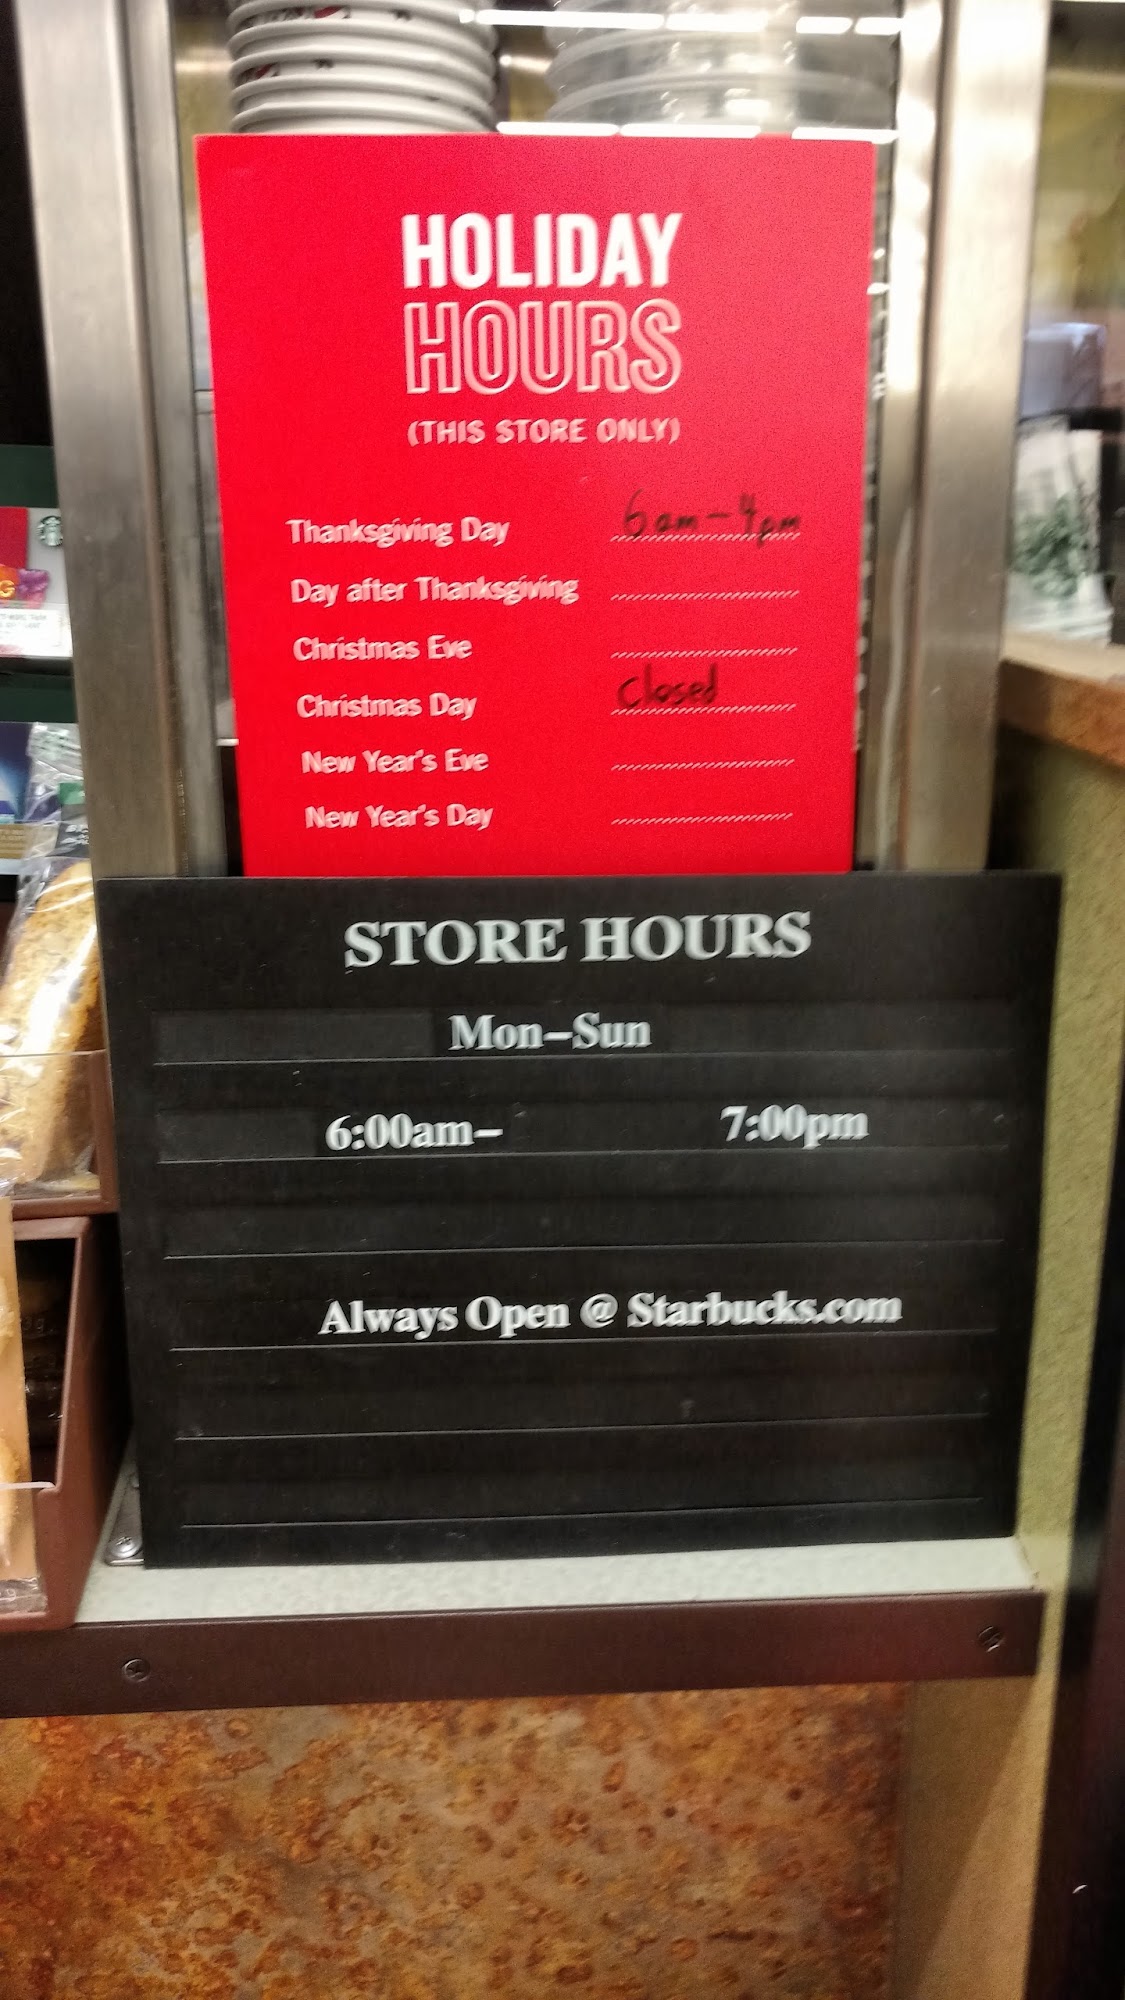 HOLIDAY
HOURS
(THIS STORE ONLY)
Thanksgiving Day 6am-4pm
Day after Thanksgiving
Christmas Eve
Christmas Day closed
New Year's Eve
New Year's Day
STORE HOURS
Mon-Sun
6:00am- 7:00pm
Always Open @ Starbucks.com